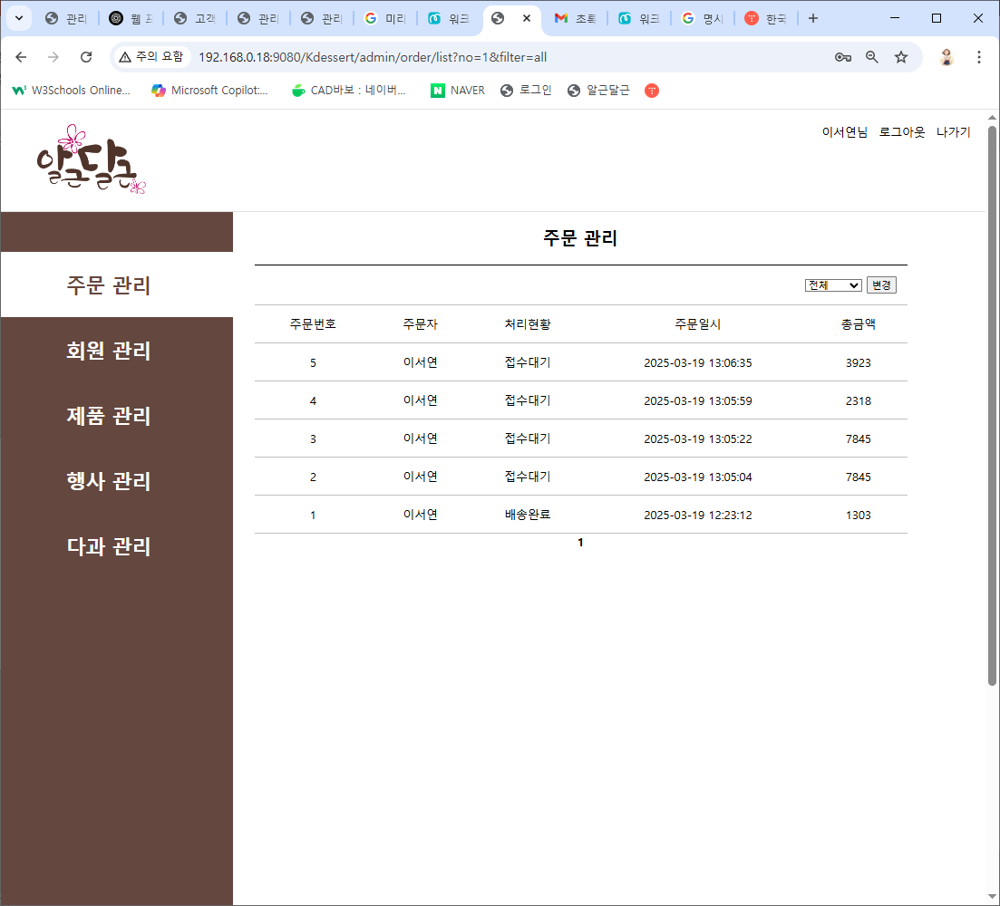 관리 웹 프 고객 관리 관리 미리 워크 초록 워크 명시 한국
주의 요함 192.168.0.18:9080/Kdessert/admin/order/list?no=1&filter=all
W3Schools Online... Microsoft Copilot:... CAD바보 : 네이버... NAVER 로그인 알근달근
알근달근
이서연님 로그아웃 나가기
주문 관리
회원 관리
제품 관리
행사 관리
다과 관리
주문 관리
전체 변경
주문번호 주문자 처리현황 주문일시 총금액
5 이서연 접수대기 2025-03-19 13:06:35 3923
4 이서연 접수대기 2025-03-19 13:05:59 2318
3 이서연 접수대기 2025-03-19 13:05:22 7845
2 이서연 접수대기 2025-03-19 13:05:04 7845
1 이서연 배송완료 2025-03-19 12:23:12 1303
1